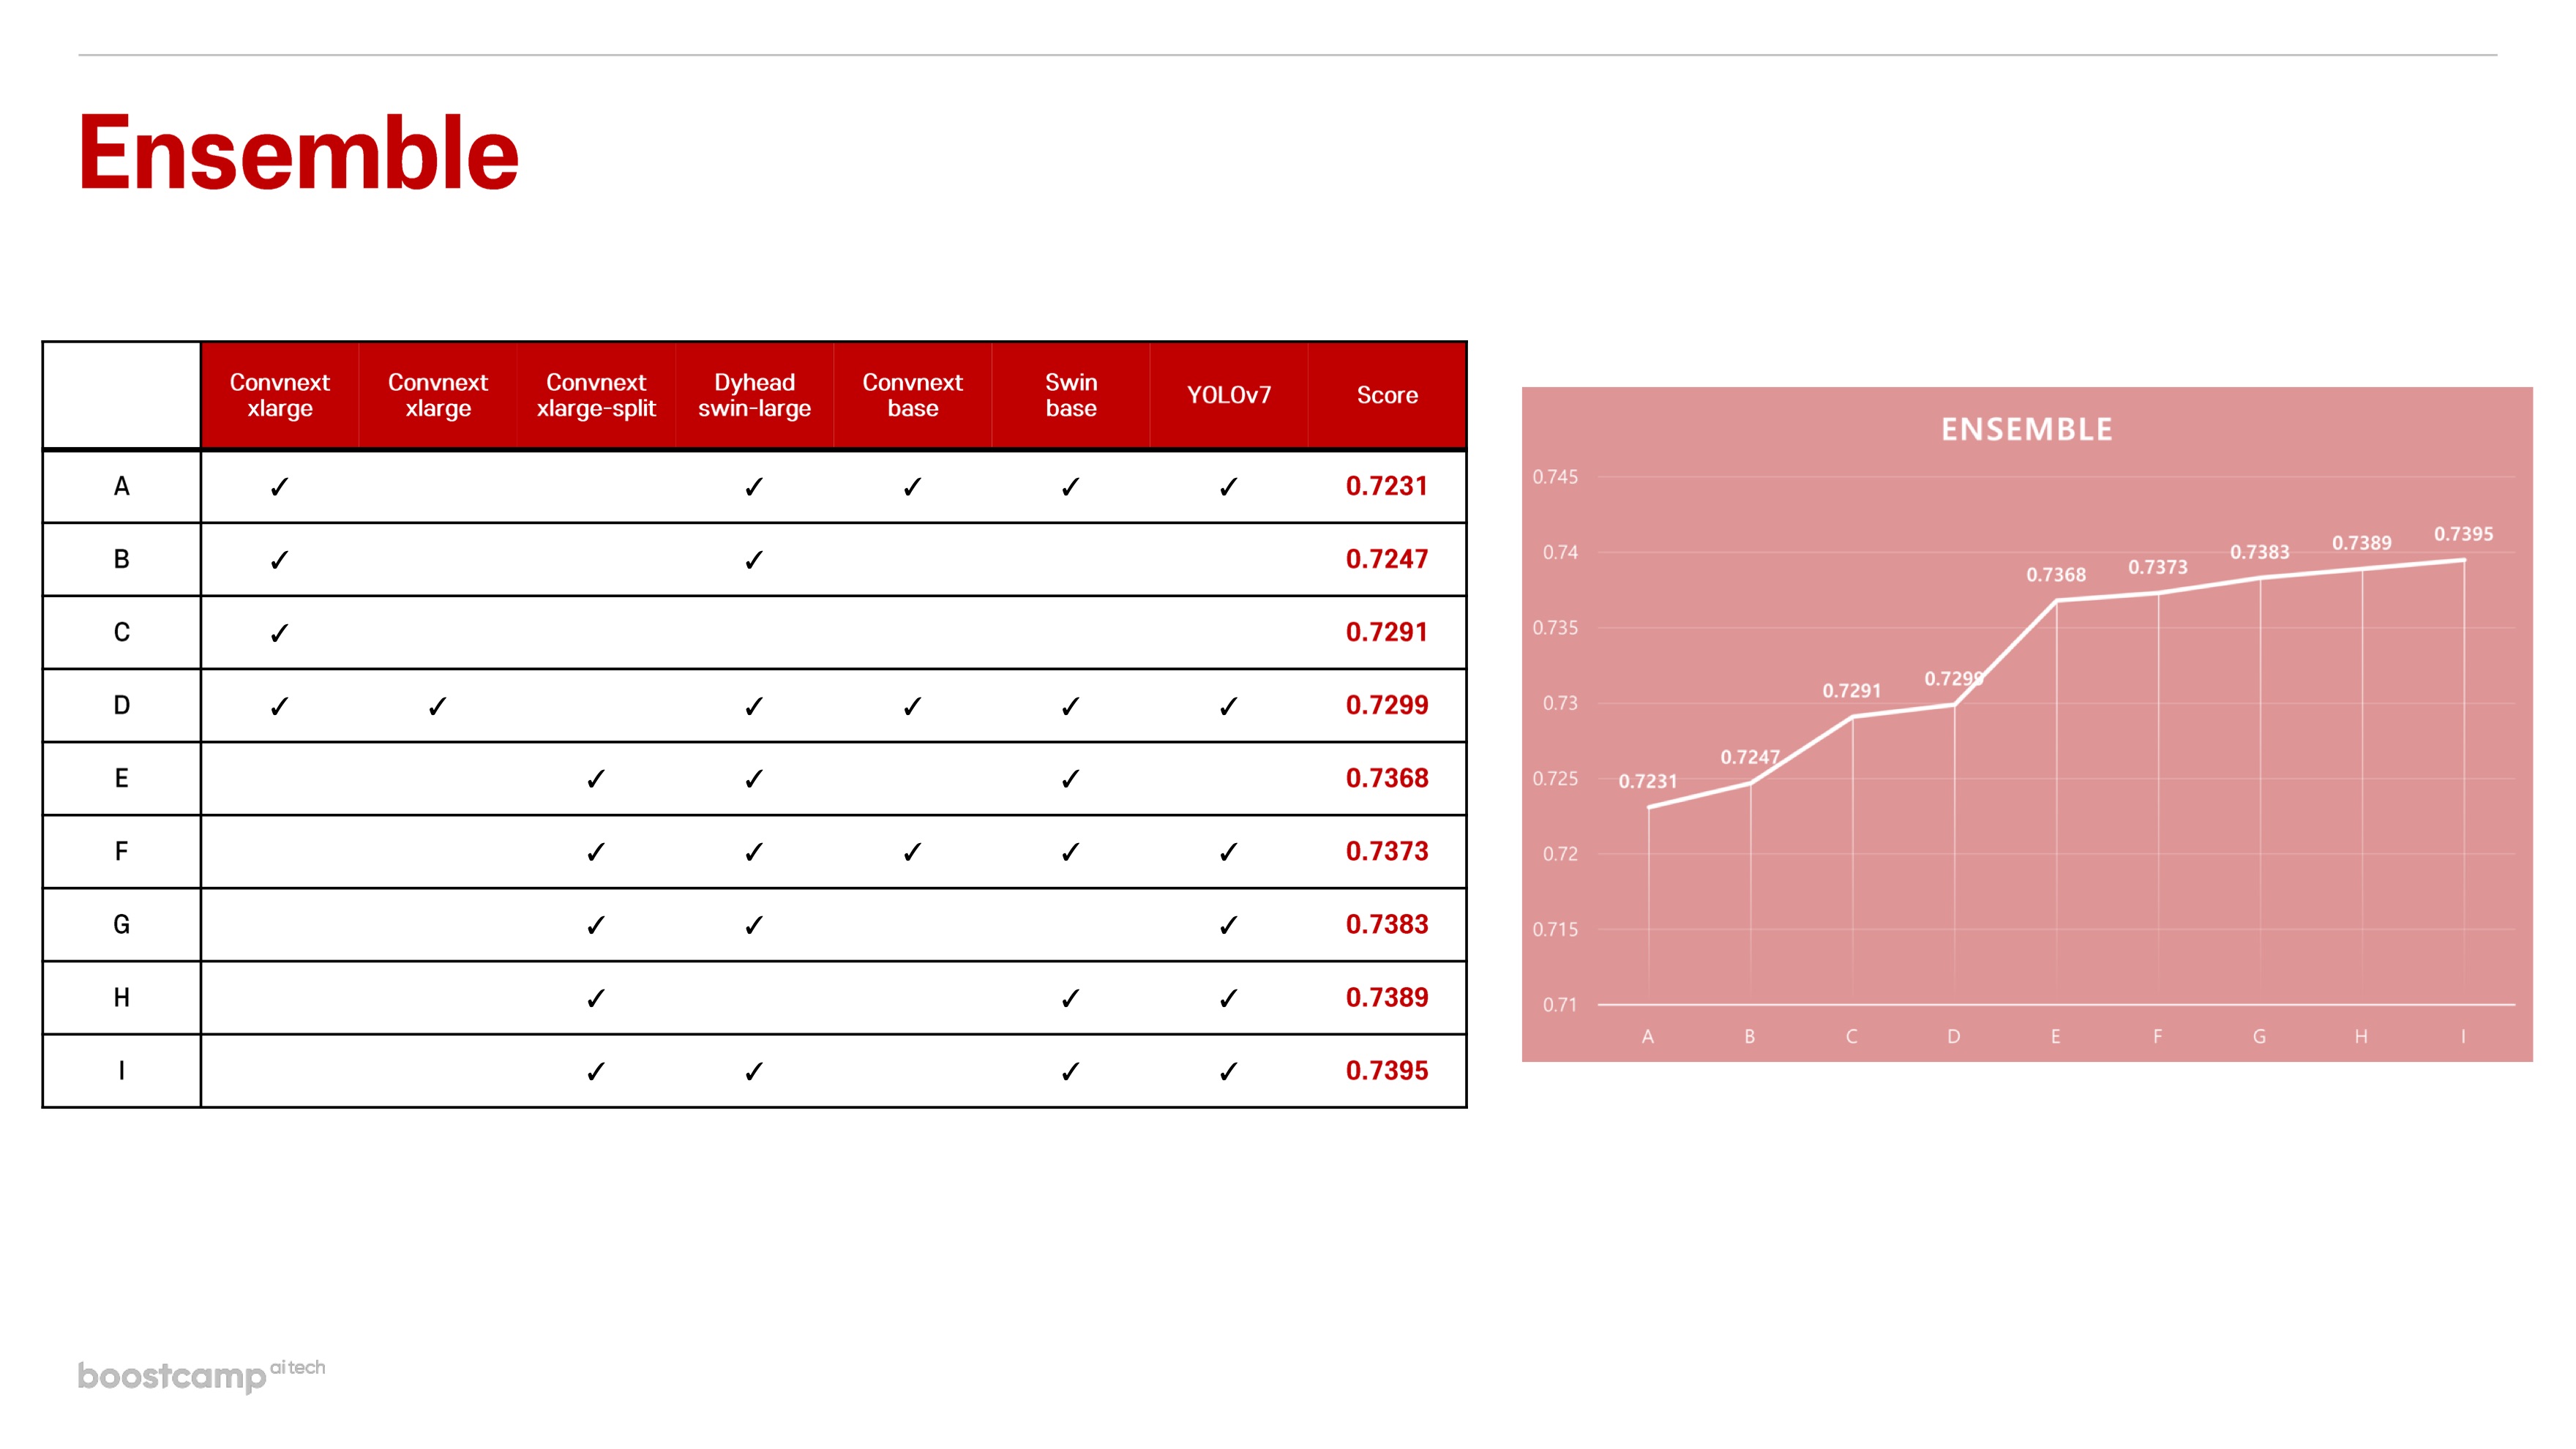 Ensemble
Convnext xlarge Convnext xlarge Convnext xlarge-split Dyhead swin-large Convnext base Swin base YOLOv7 Score
A ✓ ✓ ✓ ✓ ✓ 0.7231
B ✓ ✓ 0.7247
C ✓ 0.7291
D ✓ ✓ ✓ ✓ ✓ ✓ 0.7299
E ✓ ✓ ✓ 0.7368
F ✓ ✓ ✓ ✓ ✓ 0.7373
G ✓ ✓ ✓ 0.7383
H ✓ ✓ ✓ 0.7389
I ✓ ✓ ✓ ✓ 0.7395
ENSEMBLE
0.745
0.74
0.735
0.73
0.725
0.72
0.715
0.71
0.7231
0.7247
0.7291
0.7299
0.7368
0.7373
0.7383
0.7389
0.7395
A B C D E F G H I
boostcamp ai tech